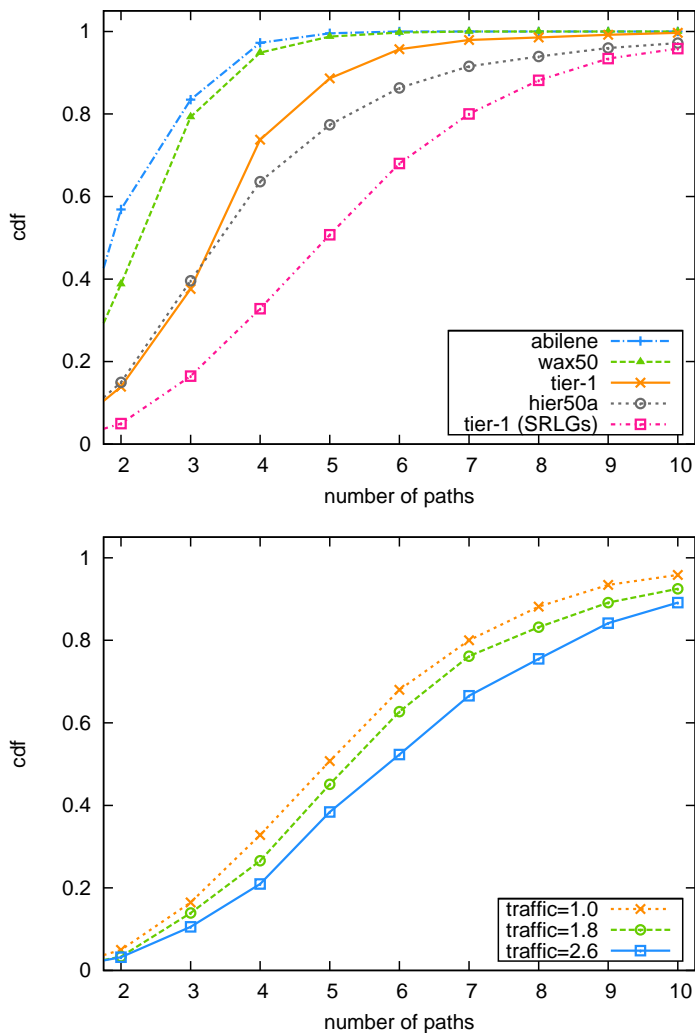 1
0.8
0.6
0.4
0.2
0
cdf
abilene
wax50
tier-1
hier50a
tier-1 (SRLGs)
2 3 4 5 6 7 8 9 10
number of paths
1
0.8
0.6
0.4
0.2
0
cdf
traffic=1.0
traffic=1.8
traffic=2.6
2 3 4 5 6 7 8 9 10
number of paths